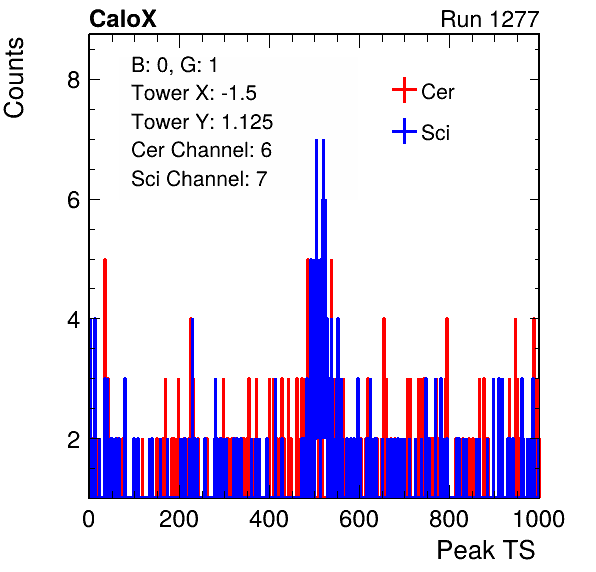 CaloX
Run 1277
Counts
B: 0, G: 1
Tower X: -1.5
Tower Y: 1.125
Cer Channel: 6
Sci Channel: 7
Cer
Sci
8
6
4
2
0 200 400 600 800 1000
Peak TS